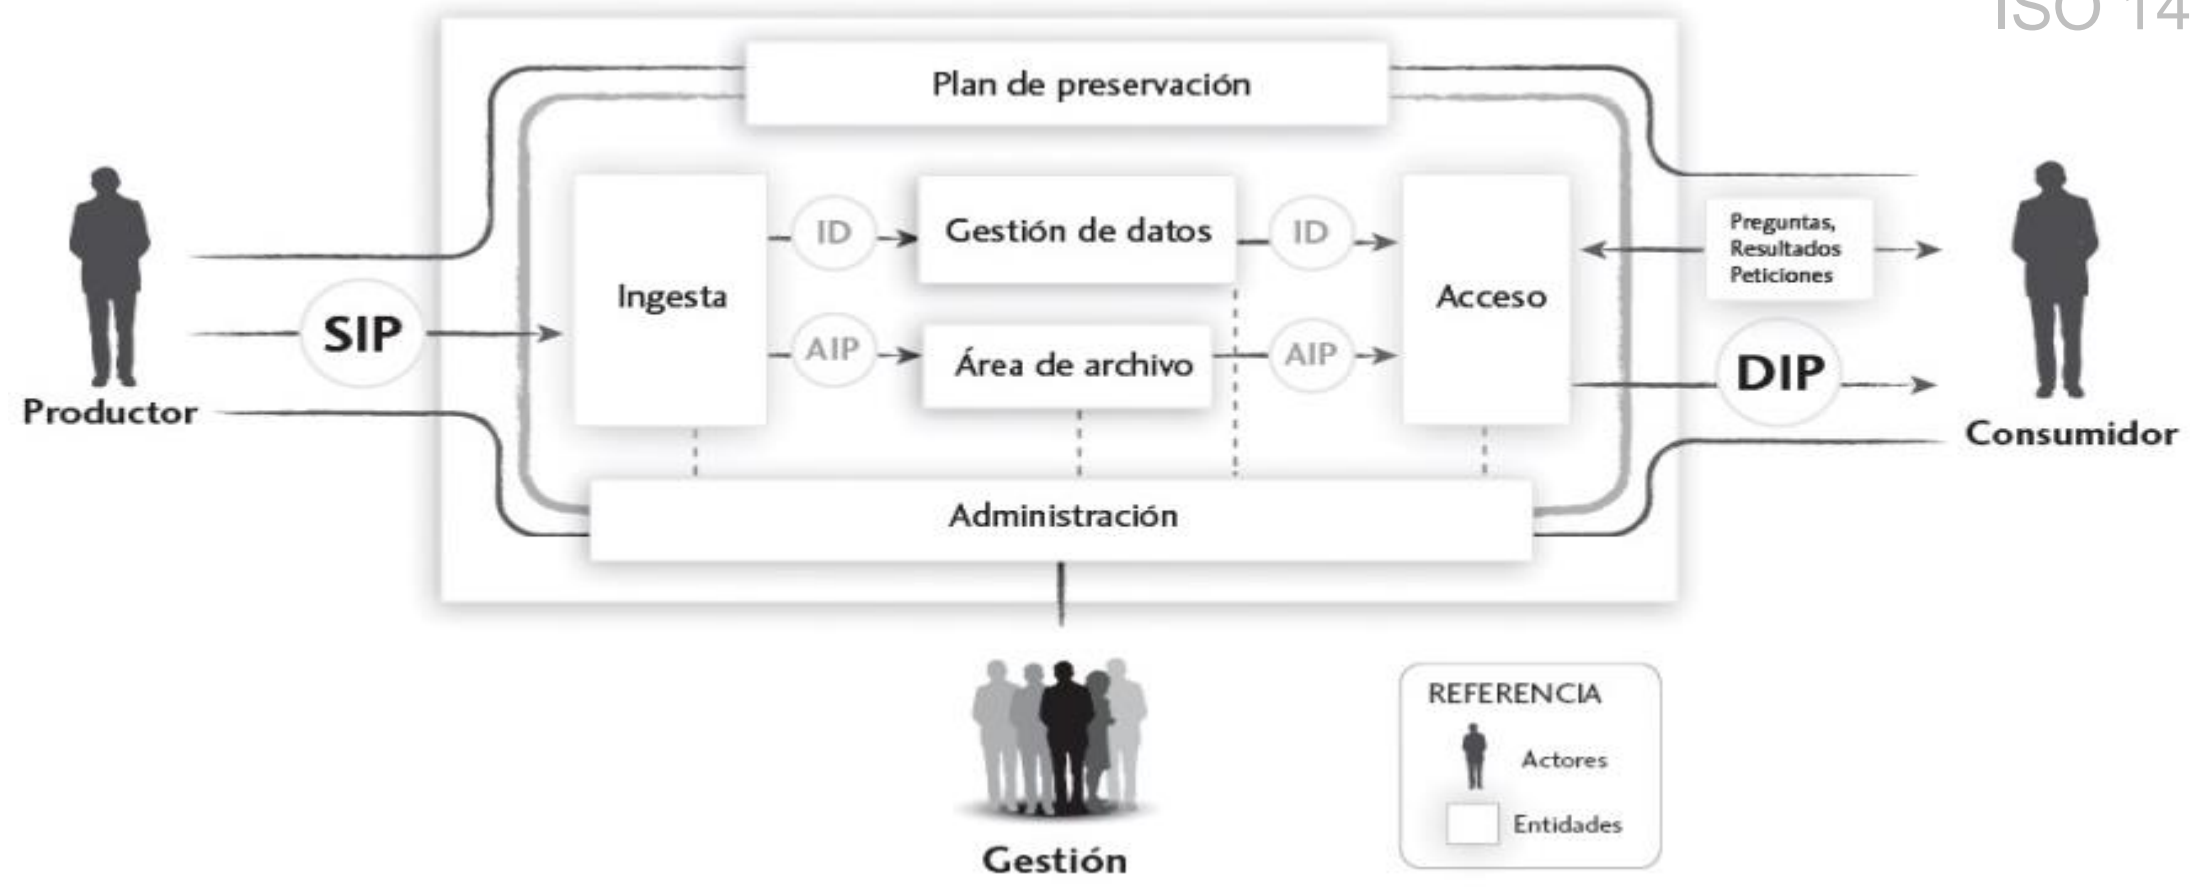 ISO 14
Plan de preservación
ID
Gestión de datos
ID
Preguntas,
Resultados
Peticiones
Ingesta
Acceso
SIP
AIP
Área de archivo
AIP
DIP
Productor
Consumidor
Administración
REFERENCIA
Actores
Entidades
Gestión